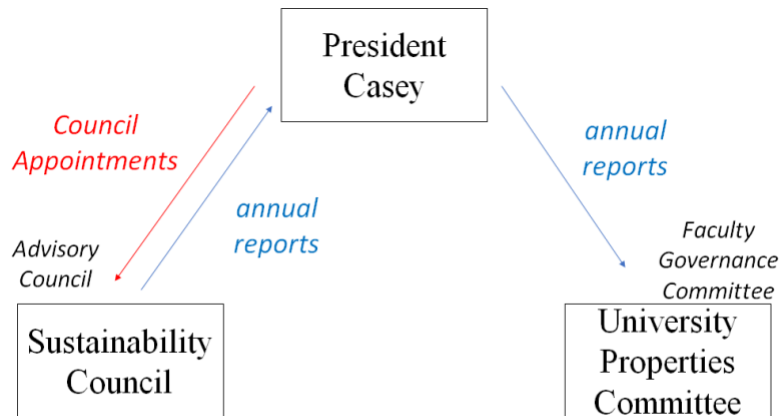 President
Casey
Council
Appointments
annual
reports
annual
reports
Advisory
Council
Faculty
Governance
Committee
Sustainability
Council
University
Properties
Committee